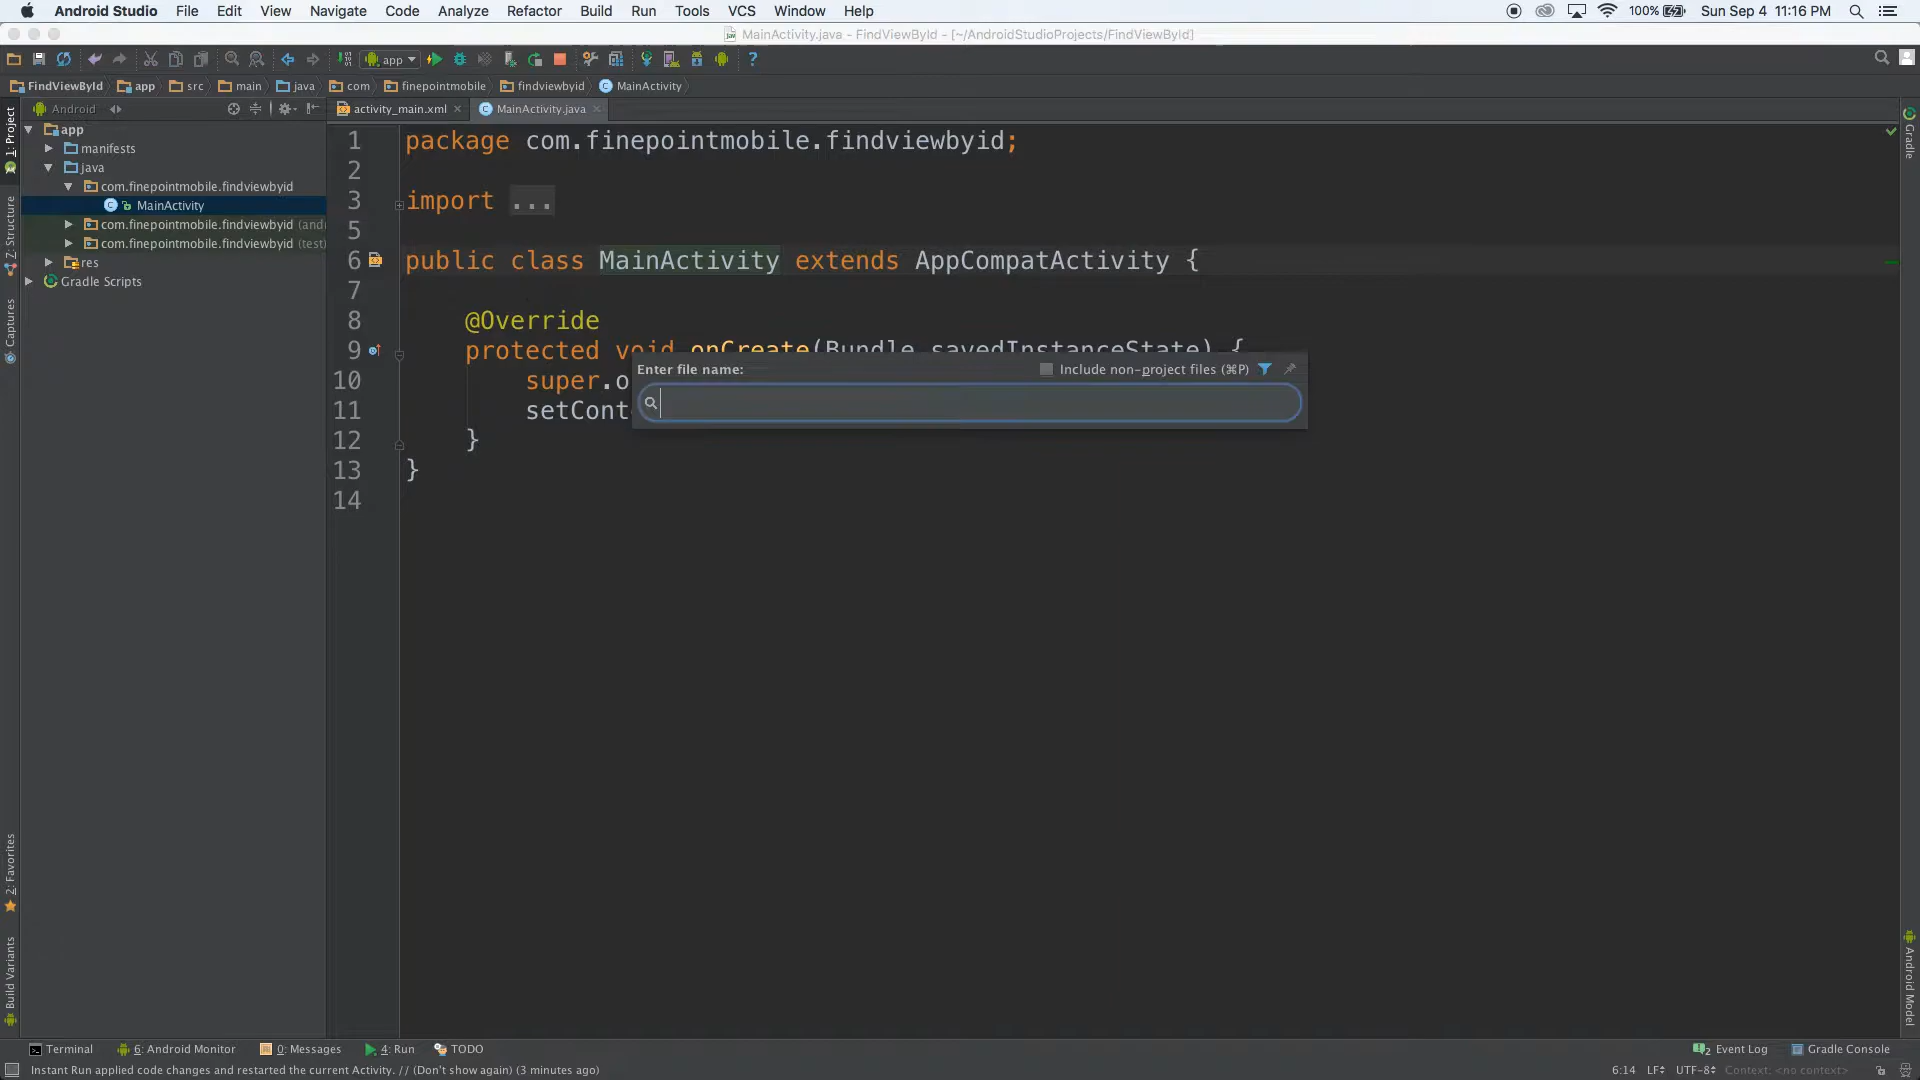 Android Studio File Edit View Navigate Code Analyze Refactor Build Run Tools VCS Window Help 100% Sun Sep 4 11:16 PM
MainActivity.java - FindViewById - [~/AndroidStudioProjects/FindViewById]
app
FindViewById app src main java com finepointmobile findviewbyid MainActivity
Android
activity_main.xml MainActivity.java
1: Project
Z: Structure
Captures
2: Favorites
Build Variants
app
manifests
java
com.finepointmobile.findviewbyid
MainActivity
com.finepointmobile.findviewbyid (and
com.finepointmobile.findviewbyid (test)
res
Gradle Scripts
1 package com.finepointmobile.findviewbyid;
2
3 import ...
5
6 public class MainActivity extends AppCompatActivity {
7
8 @Override
9 protected void onCreate(Bundle savedInstanceState) {
10 super.o
11 setCont
12 }
13 }
14
Enter file name: Include non-project files (⌘P)
Gradle
Android Model
Terminal 6: Android Monitor 0: Messages 4: Run TODO 2 Event Log Gradle Console
Instant Run applied code changes and restarted the current Activity. // (Don't show again) (3 minutes ago) 6:14 LF UTF-8 Context: <no context>